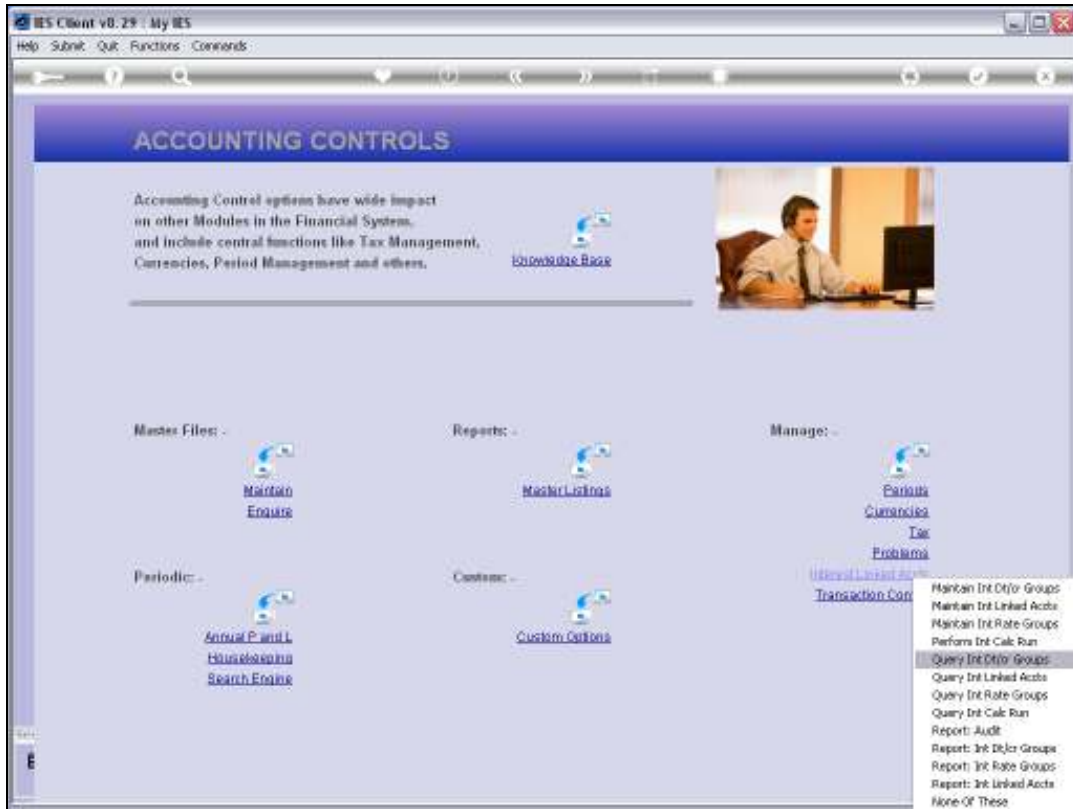 IES Client v8.29 : My IES
Help Submit Quit Functions Commands
ACCOUNTING CONTROLS
Accounting Control options have wide impact
on other Modules in the Financial System,
and include central functions like Tax Management,
Currencies, Period Management and others.
Knowledge Base
Master Files: -
Maintain
Enquire
Reports: -
Master Listings
Manage: -
Periods
Currencies
Tax
Problems
Interest Linked Accts
Transaction
Periodic: -
Annual P and L
Housekeeping
Search Engine
Custom: -
Custom Options
Maintain Int Dt/cr Groups
Maintain Int Linked Accts
Maintain Int Rate Groups
Perform Int Calc Run
Query Int Dt/cr Groups
Query Int Linked Accts
Query Int Rate Groups
Query Int Calc Run
Report: Audit
Report: Int Dt/cr Groups
Report: Int Rate Groups
Report: Int Linked Accts
None Of These